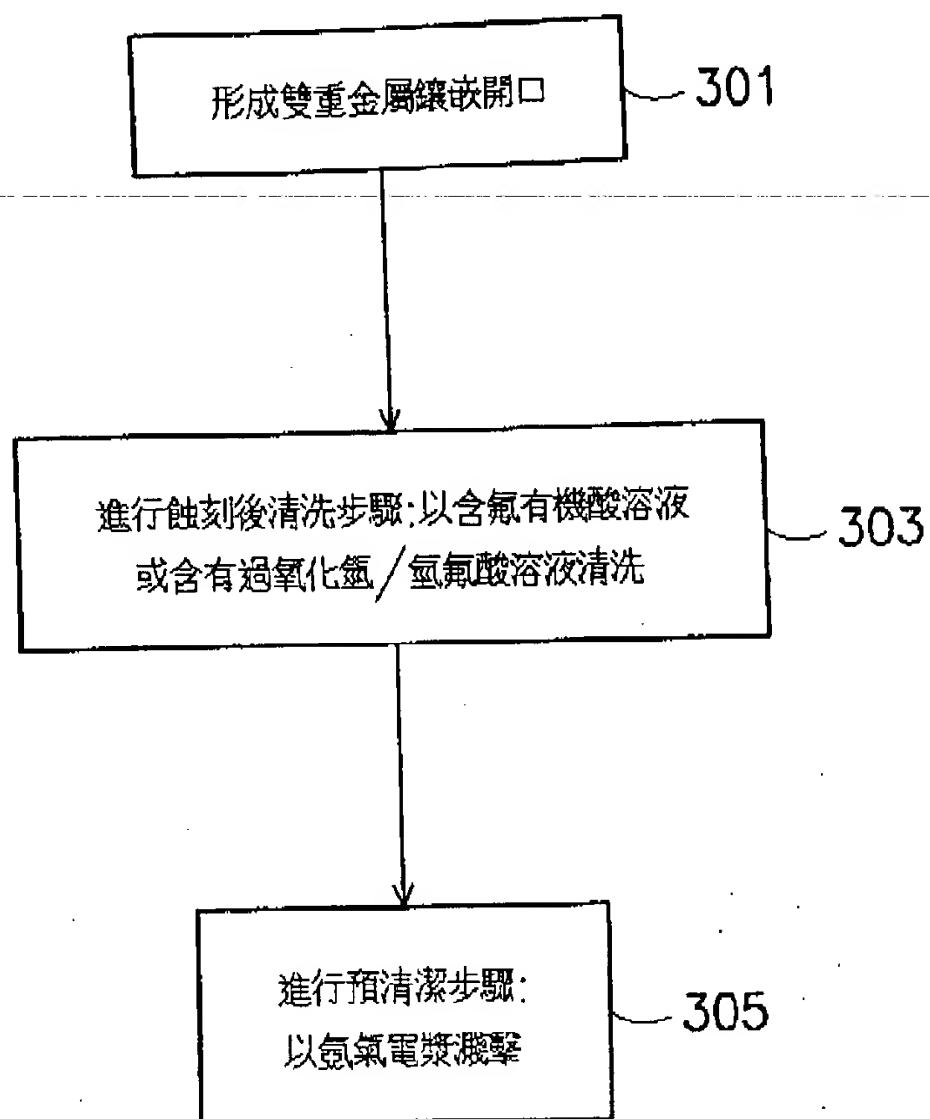 形成雙重金屬鑲嵌開口
301
進行蝕刻後清洗步驟:以含氟有機酸溶液
或含有過氧化氫/氫氟酸溶液清洗
303
進行預清潔步驟:
以氬氣電漿濺擊
305